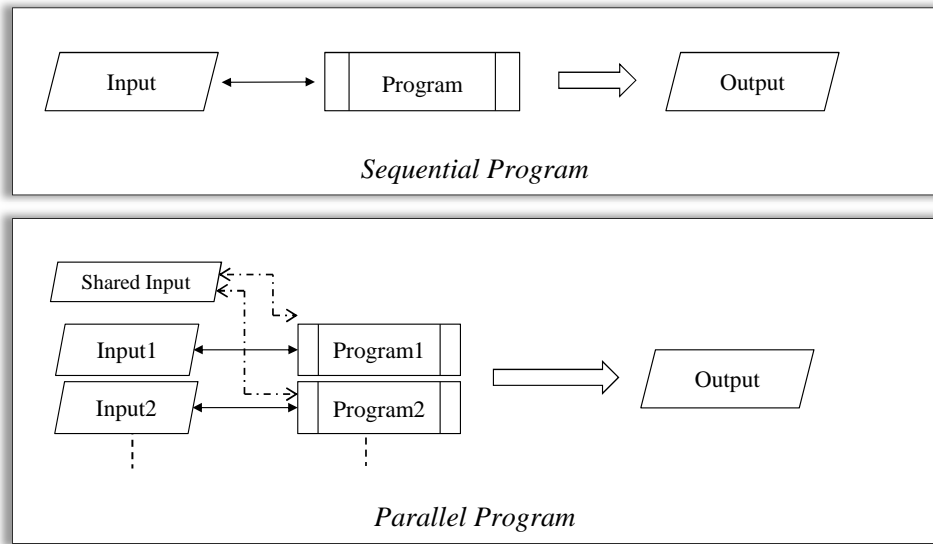 Input
Program
Output
Sequential Program
Shared Input
Input1
Program1
Input2
Program2
Output
Parallel Program